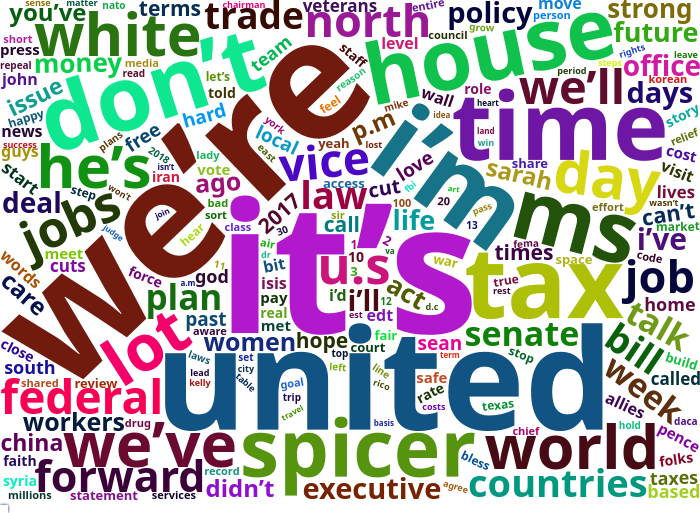 sense matter nato chairman veterans entire move person strong
you've terms trade north policy
short white level council grow future
press money media team staff house rights leave
repeal john read let's don't reason wall we'll steps office
issue told feel mike role period korean
happy hard p.m idea heart days
news plans free york local yeah lost time land story
success 2018 lady east vice i'm win relief
guys he's isn't vote access love share day cost
start iran ago law cut sarah visit
step won't bad 2017 100 fbi art effort lives
deal jobs join sort sir 20 pass wasn't can't
judge hear class 30 call life 13 mms market
we're it's air 1 2 va times fema i've
words meet dr u.s war space code
cuts force 11 god bit 10 tax job
care a.m isis 3 act true rest home
plan pay i'd i'll 12 d.c
real est edt talk
lot past met fair senate bill
close aware women hope court sean stop build
south laws set top united term week called
shared review lead city left line safe
federal kelly table goal rico rate allies
workers drug trip costs texas daca
travel basis hold pence
china we've spicer chief world
faith bless folks
syria forward record countries taxes
millions statement services didn't executive agree based